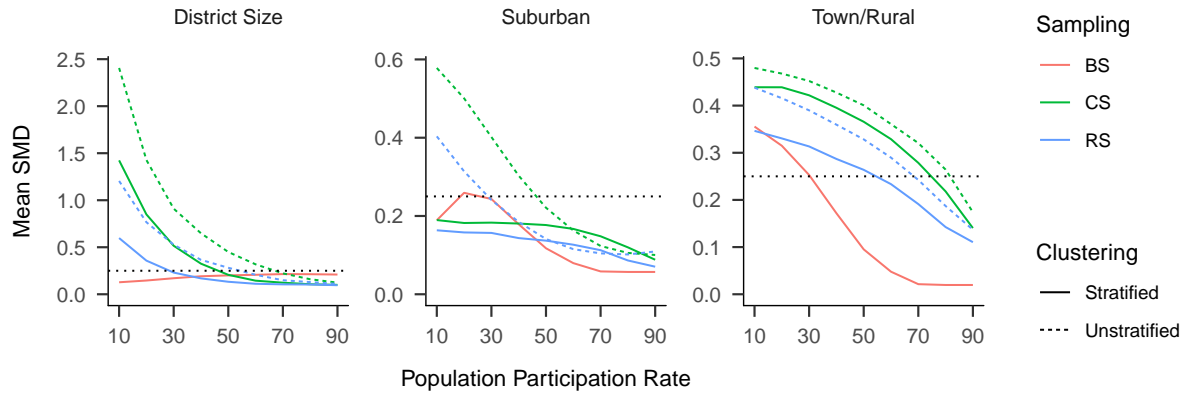 District Size
Suburban
Town/Rural
Mean SMD
2.5
2.0
1.5
1.0
0.5
0.0
10 30 50 70 90
0.6
0.4
0.2
0.0
10 30 50 70 90
0.5
0.4
0.3
0.2
0.1
0.0
10 30 50 70 90
Population Participation Rate
Sampling
BS
CS
RS
Clustering
Stratified
Unstratified